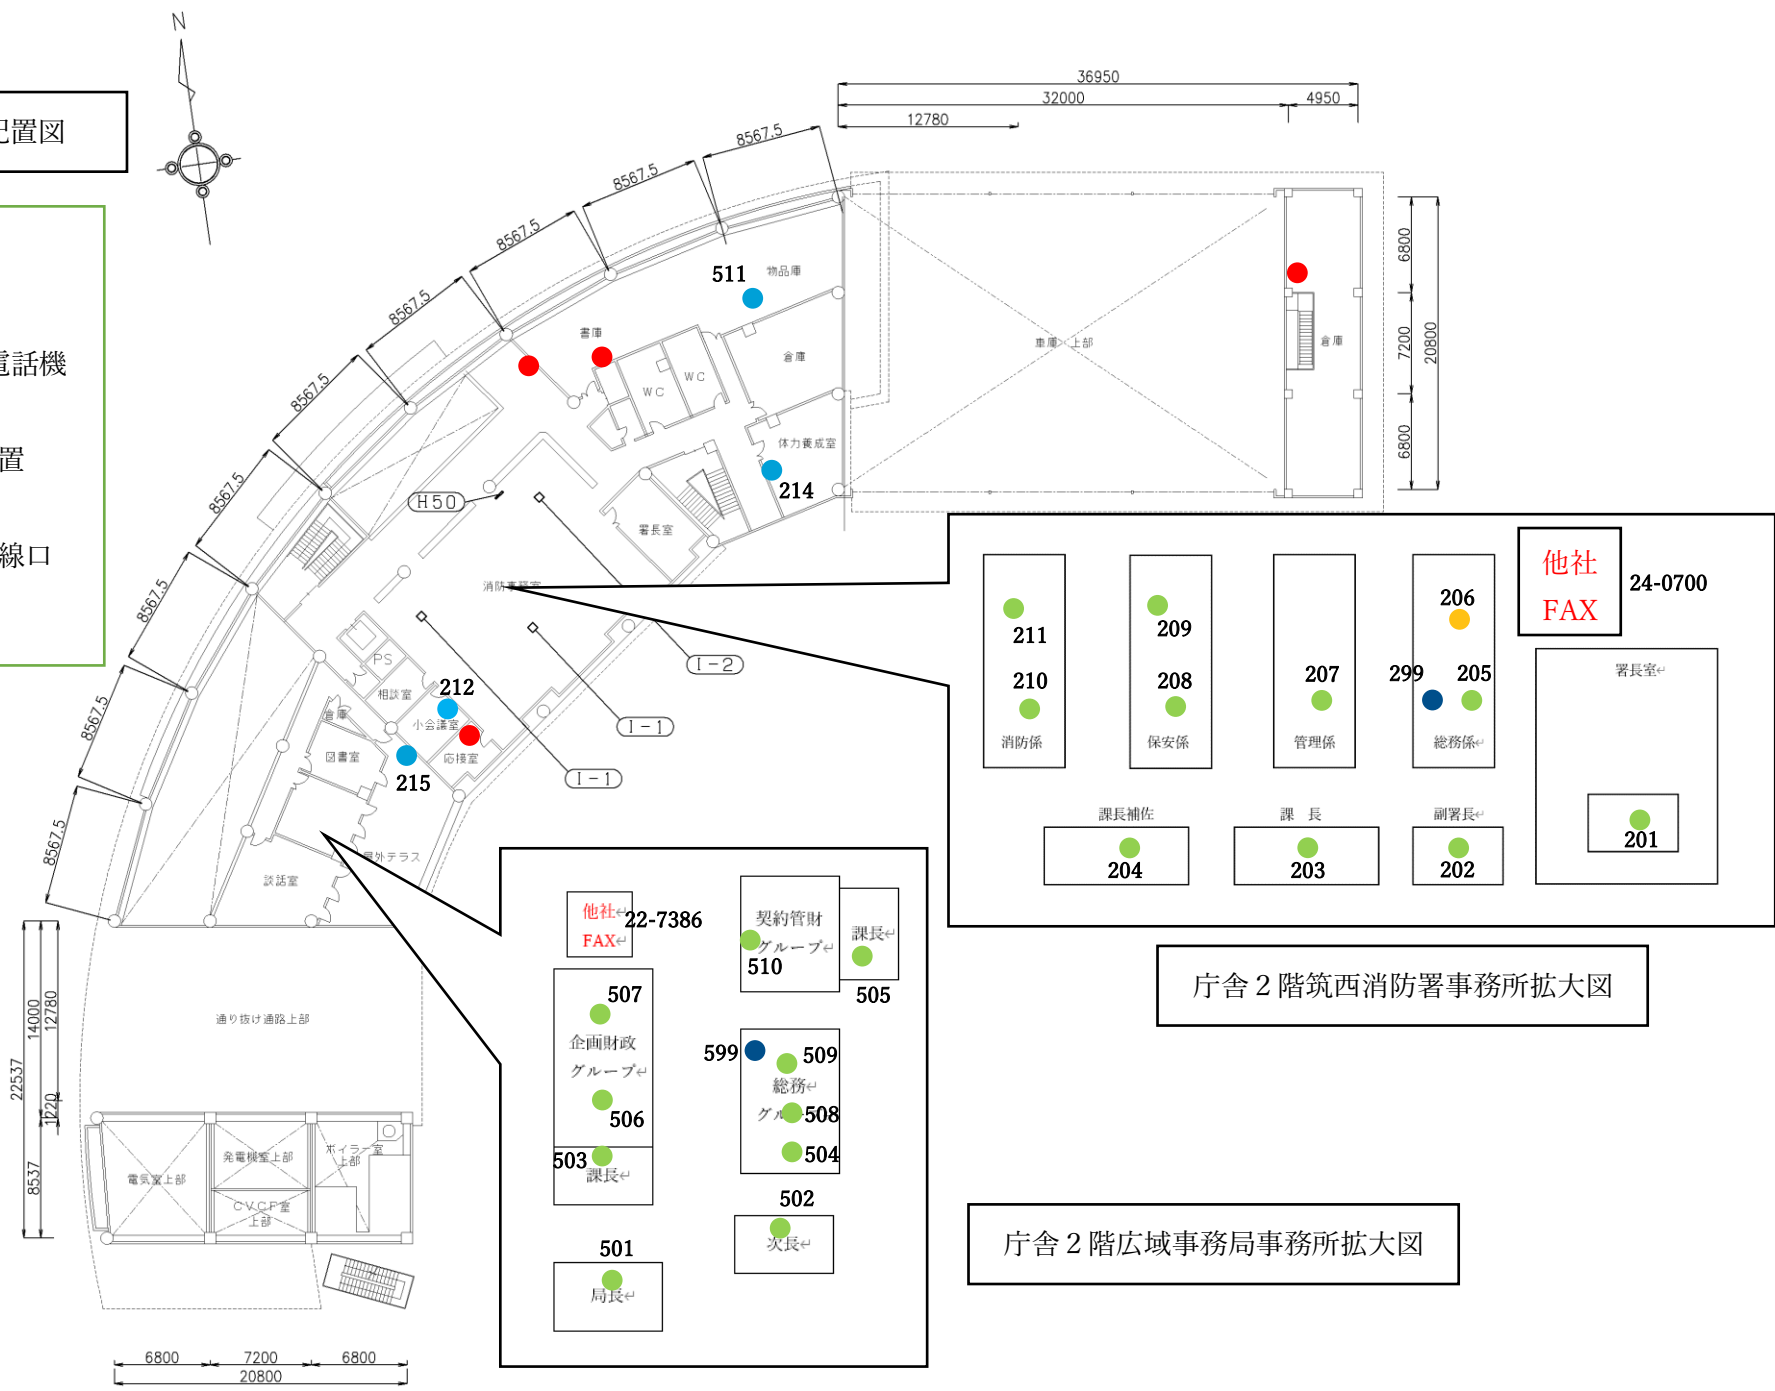 N
配置図
電話機
置
線口
36950
32000
4950
12780
8567.5
8567.5
8567.5
8567.5
8567.5
8567.5
8567.5
8567.5
8567.5
8567.5
6800
7200
6800
20800
511
物品庫
書庫
倉庫
WC
WC
体力養成室
214
車庫 上部
倉庫
H50
署長室
消防事務室
I-2
I-1
I-1
PS
相談室
212
小会議室
応接室
215
倉庫
図書室
談話室
屋外テラス
通り抜け通路上部
22537
14000
12780
1220
8537
電気室上部
発電機室上部
CVCF室
上部
ボイラー室
上部
6800
7200
6800
20800
他社
FAX
24-0700
211
210
消防係
209
208
保安係
207
管理係
206
299
205
総務係
署長室
201
課長補佐
204
課 長
203
副署長
202
庁舎2階筑西消防署事務所拡大図
他社
FAX
22-7386
契約管財
グループ
510
課長
505
507
企画財政
グループ
506
503
課長
599
509
総務
508
504
502
次長
501
局長
庁舎2階広域事務局事務所拡大図